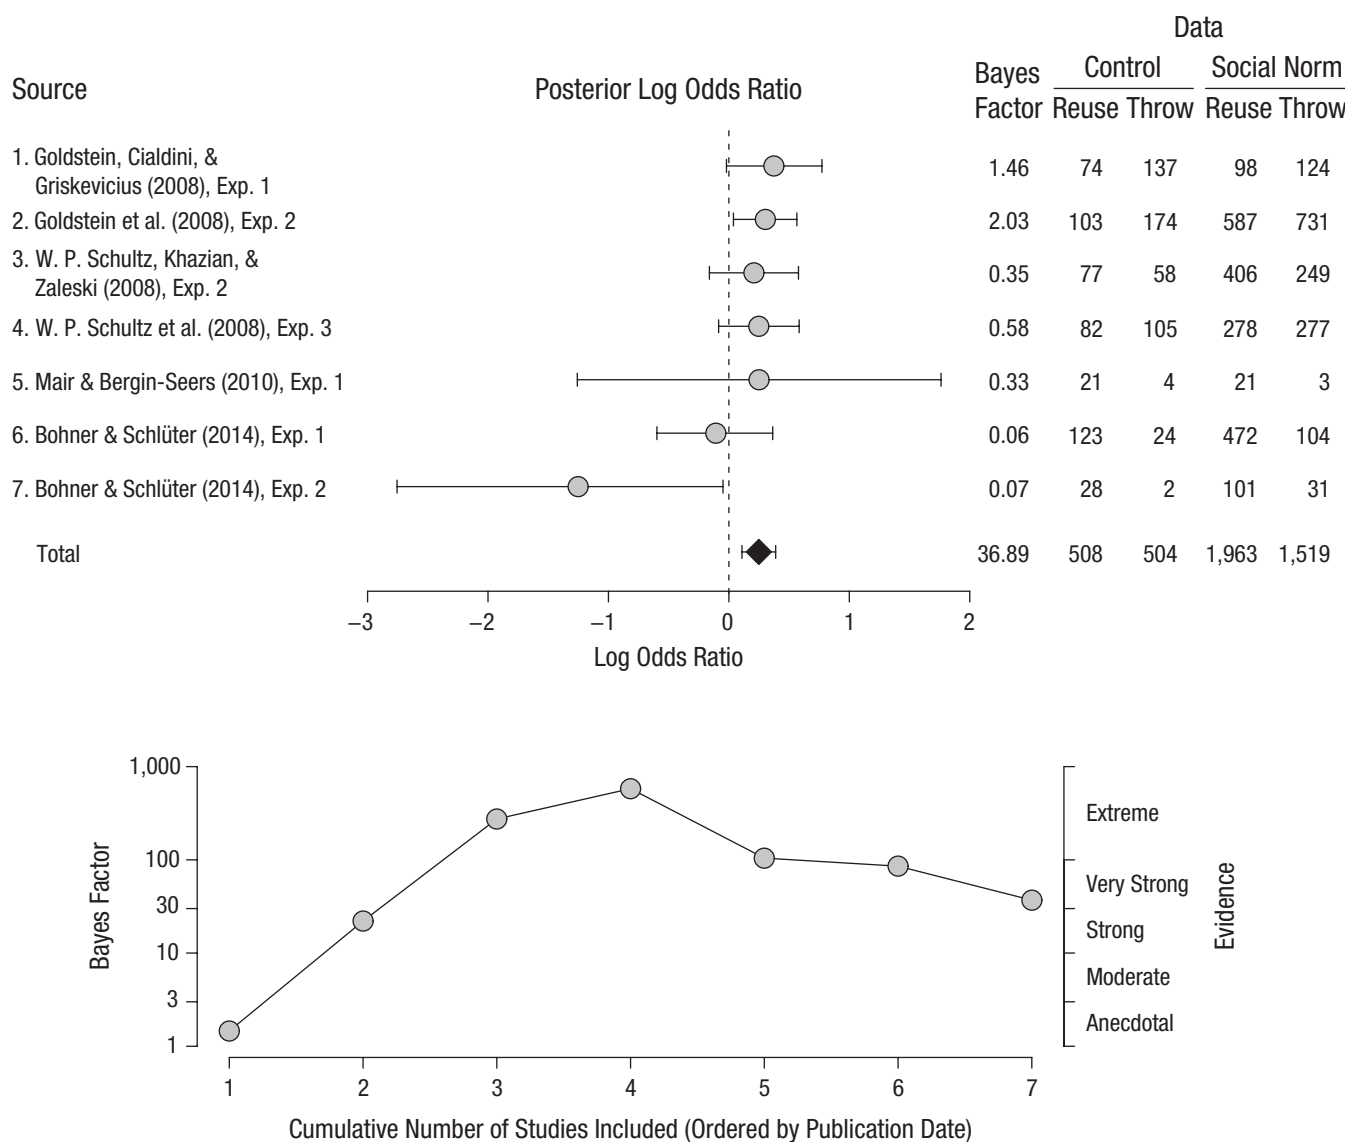 Data
Source Posterior Log Odds Ratio Bayes Factor Control Social Norm
Reuse Throw Reuse Throw
1. Goldstein, Cialdini, &
Griskevicius (2008), Exp. 1 1.46 74 137 98 124
2. Goldstein et al. (2008), Exp. 2 2.03 103 174 587 731
3. W. P. Schultz, Khazian, &
Zaleski (2008), Exp. 2 0.35 77 58 406 249
4. W. P. Schultz et al. (2008), Exp. 3 0.58 82 105 278 277
5. Mair & Bergin-Seers (2010), Exp. 1 0.33 21 4 21 3
6. Bohner & Schlüter (2014), Exp. 1 0.06 123 24 472 104
7. Bohner & Schlüter (2014), Exp. 2 0.07 28 2 101 31
Total 36.89 508 504 1,963 1,519
–3 –2 –1 0 1 2
Log Odds Ratio
1,000
100
30
10
3
1
Bayes Factor
Extreme
Very Strong
Strong
Moderate
Anecdotal
Evidence
1 2 3 4 5 6 7
Cumulative Number of Studies Included (Ordered by Publication Date)